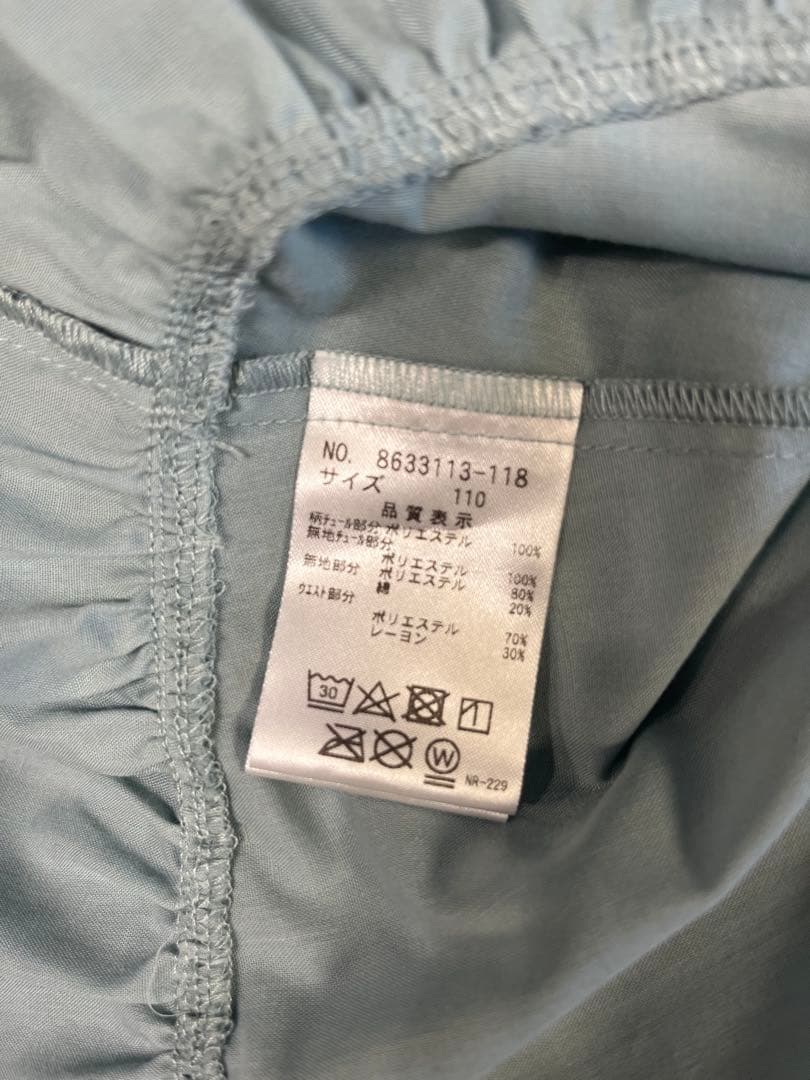 NO. 8633113-118
サイズ 110
品質表示
柄チュール部分 ポリエステル 100%
無地チュール部分
ポリエステル 100%
無地部分 ポリエステル 80%
綿 20%
ウエスト部分
ポリエステル 70%
レーヨン 30%
30
W
NR-229